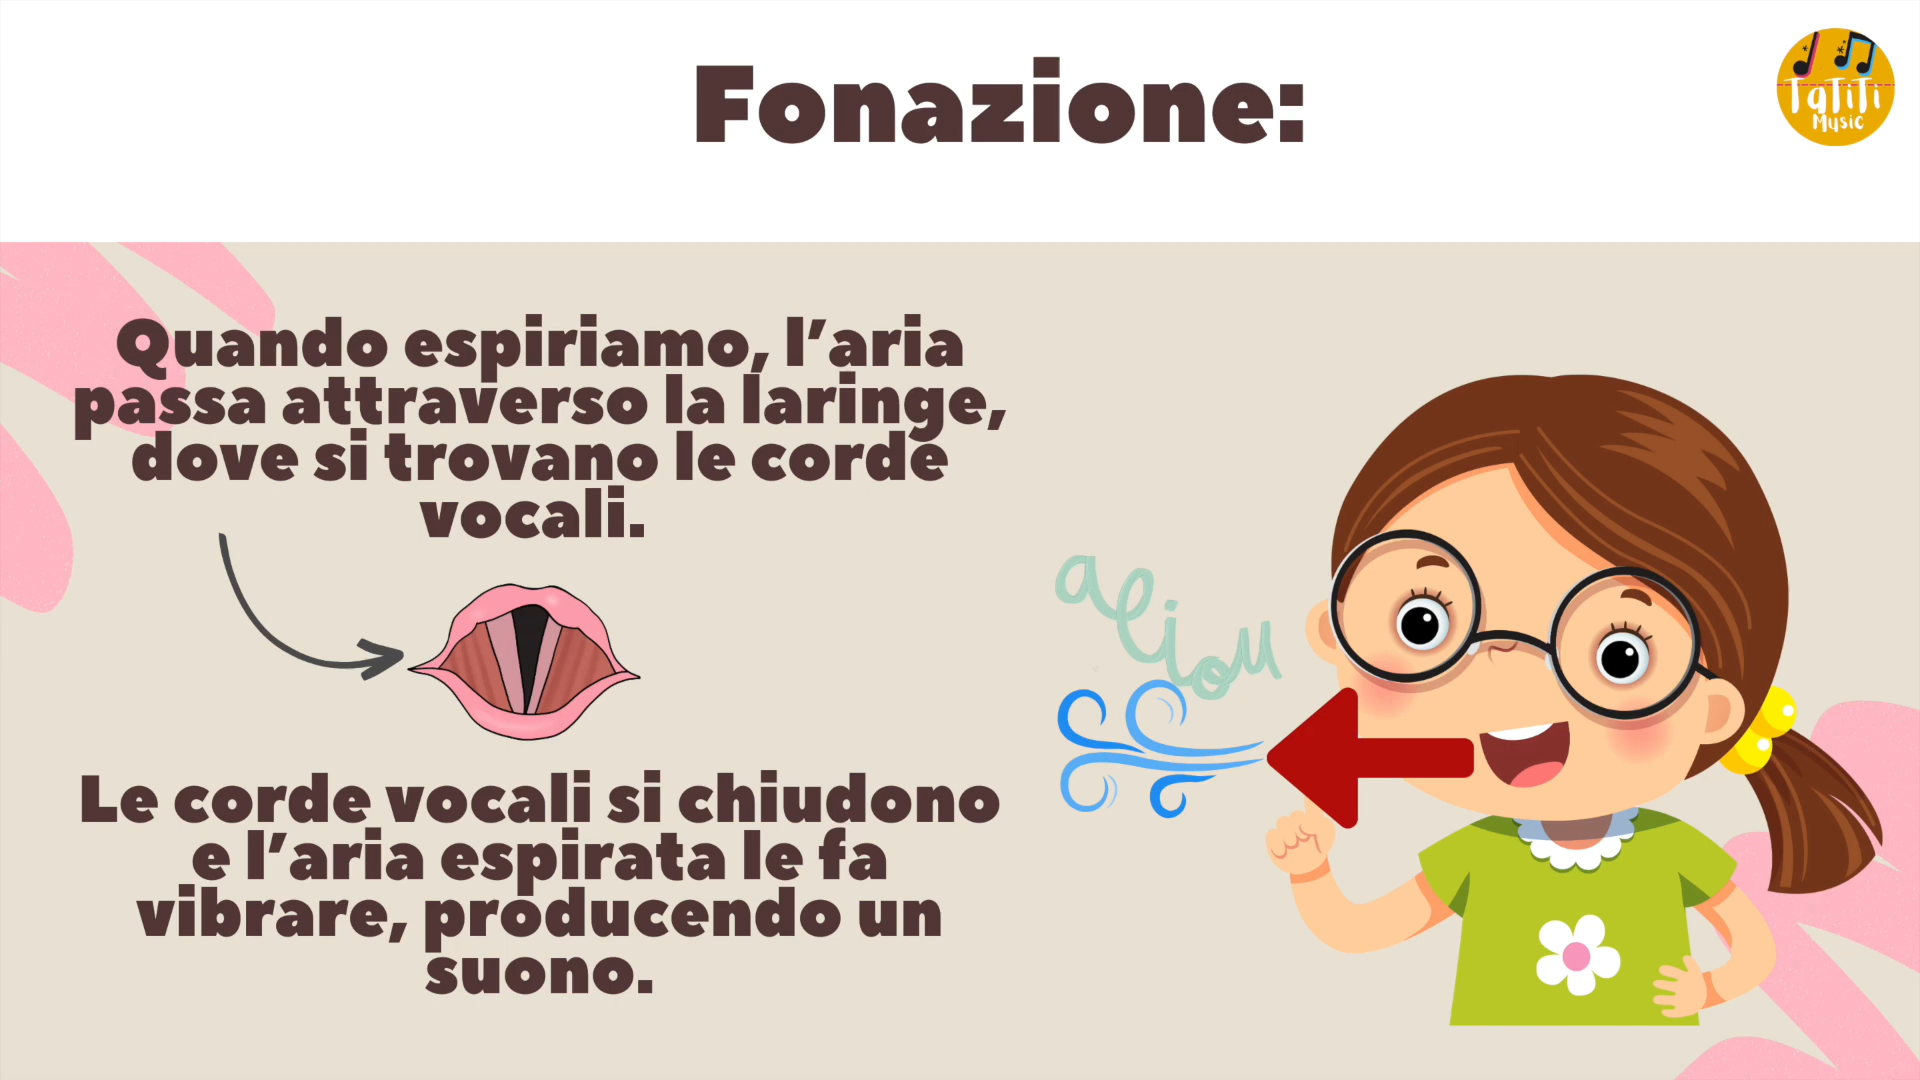 Fonazione:
TaTiTi
Music
Quando espiriamo, l’aria
passa attraverso la laringe,
dove si trovano le corde
vocali.
Le corde vocali si chiudono
e l’aria espirata le fa
vibrare, producendo un
suono.
a e i o u